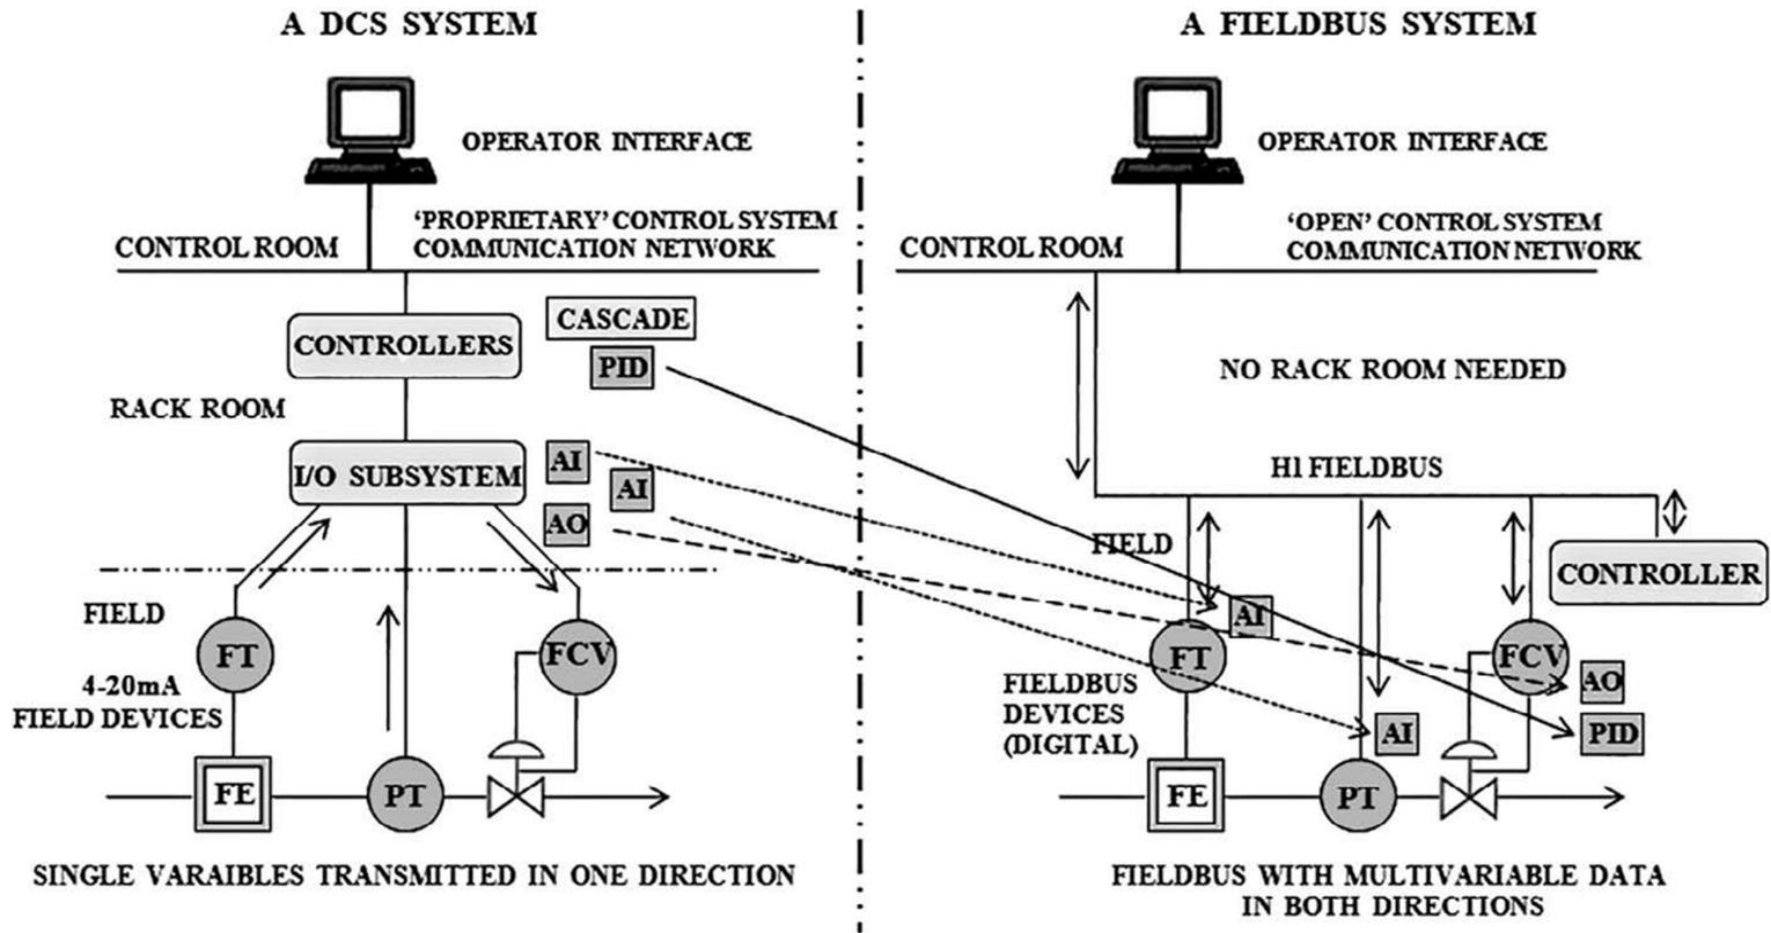 A DCS SYSTEM
OPERATOR INTERFACE
CONTROL ROOM
‘PROPRIETARY’ CONTROL SYSTEM
COMMUNICATION NETWORK
CONTROLLERS
CASCADE
PID
RACK ROOM
I/O SUBSYSTEM
AI
AI
AO
FIELD
FT
FCV
4-20mA
FIELD DEVICES
FE
PT
SINGLE VARAIBLES TRANSMITTED IN ONE DIRECTION
A FIELDBUS SYSTEM
OPERATOR INTERFACE
CONTROL ROOM
‘OPEN’ CONTROL SYSTEM
COMMUNICATION NETWORK
NO RACK ROOM NEEDED
H1 FIELDBUS
FIELD
CONTROLLER
AI
FT
FCV
AO
FIELDBUS
DEVICES
(DIGITAL)
AI
PID
FE
PT
FIELDBUS WITH MULTIVARIABLE DATA
IN BOTH DIRECTIONS